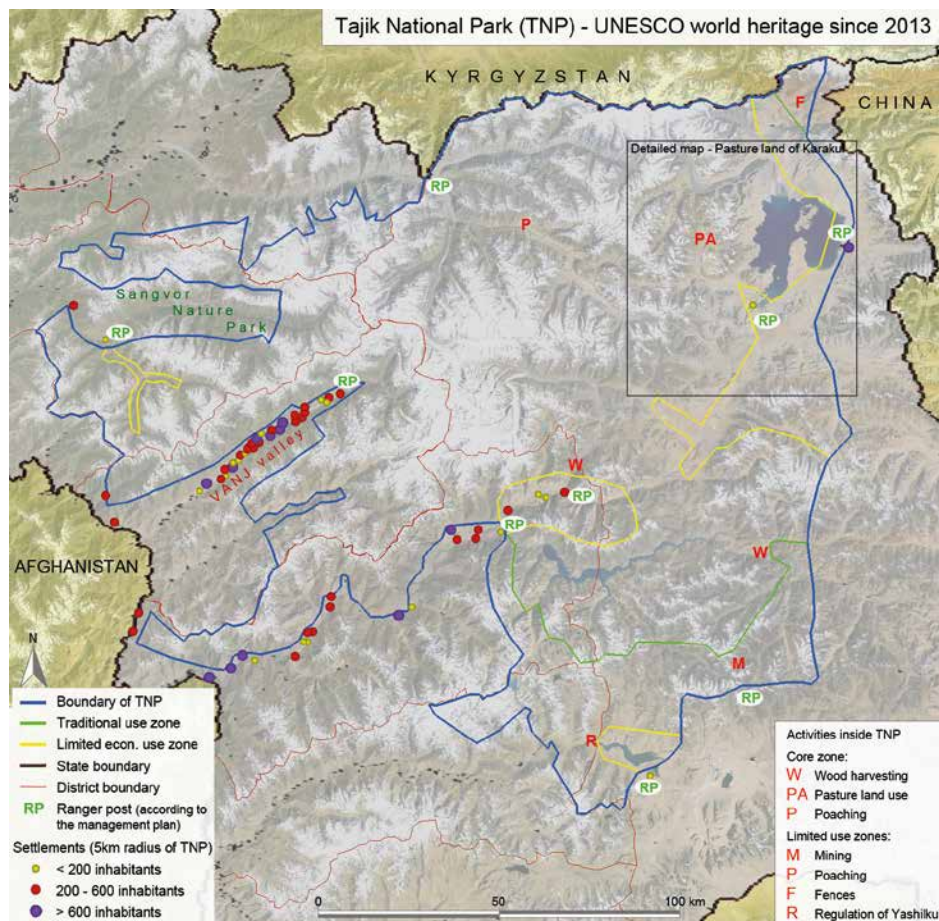 Tajik National Park (TNP) - UNESCO world heritage since 2013
KYRGYZSTAN
CHINA
F
Detailed map - Pasture land of Karakul
RP
P
PA
RP
RP
Sangvor
Nature
Park
RP
RP
VANJ valley
W
RP
RP
W
AFGHANISTAN
M
RP
R
RP
N
Boundary of TNP
Traditional use zone
Limited econ. use zone
State boundary
District boundary
RP Ranger post (according to
the management plan)
Settlements (5km radius of TNP)
< 200 inhabitants
200 - 600 inhabitants
> 600 inhabitants
0 50 100 km
Activities inside TNP
Core zone:
W Wood harvesting
PA Pasture land use
P Poaching
Limited use zones:
M Mining
P Poaching
F Fences
R Regulation of Yashilku